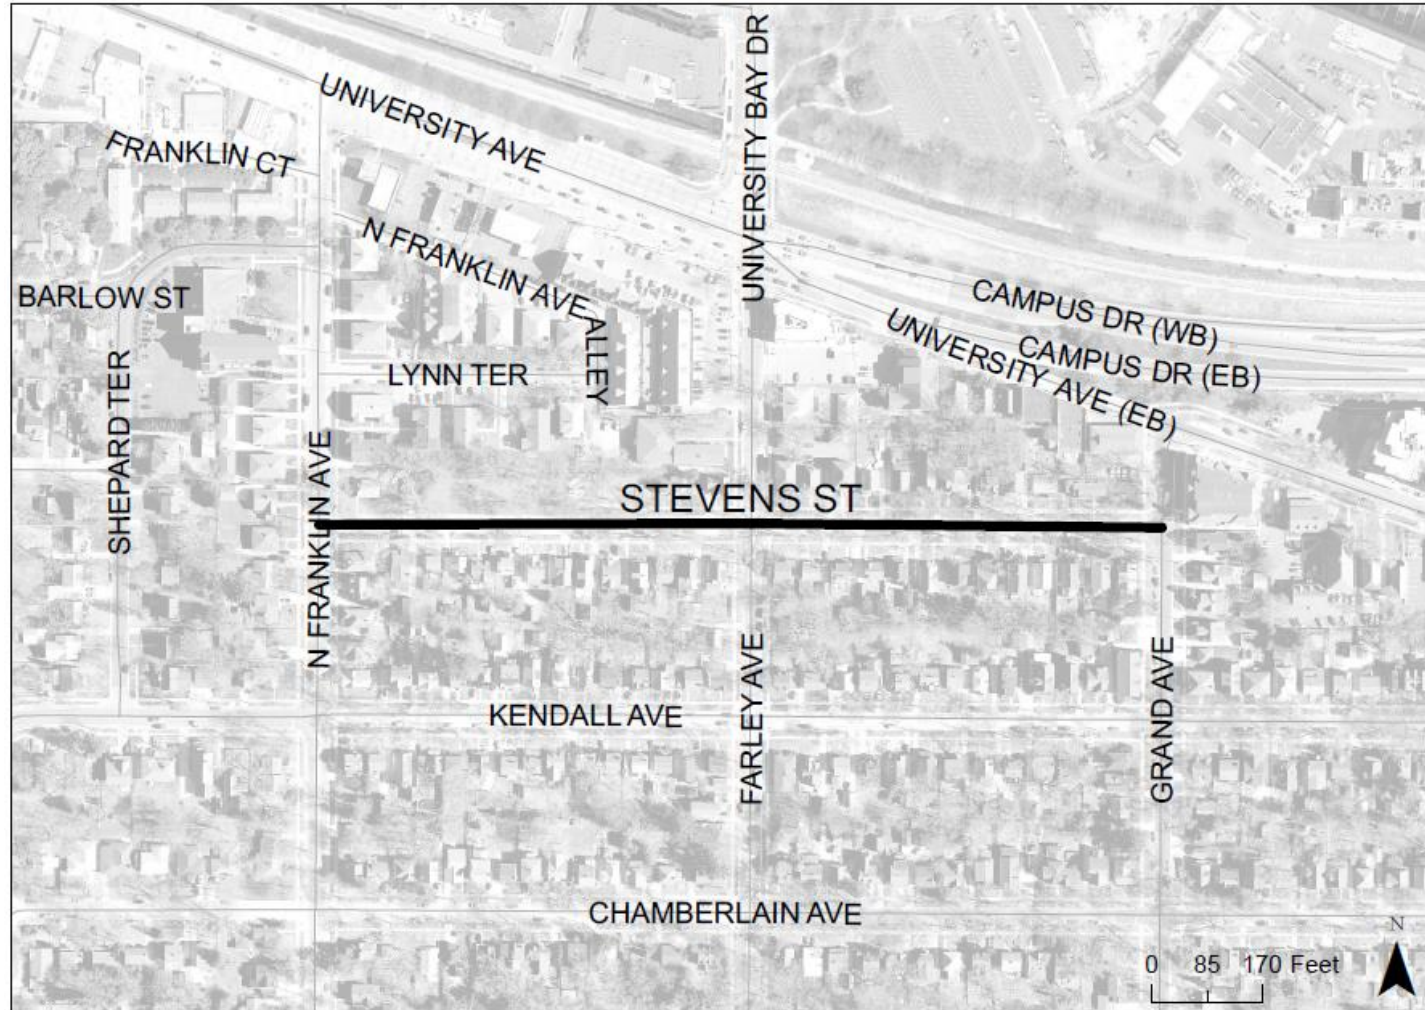 UNIVERSITY AVE
UNIVERSITY BAY DR
FRANKLIN CT
N FRANKLIN AVE
BARLOW ST
CAMPUS DR (WB)
CAMPUS DR (EB)
UNIVERSITY AVE (EB)
ALLEY
LYNN TER
SHEPARD TER
N FRANKLIN AVE
STEVENS ST
KENDALL AVE
FARLEY AVE
GRAND AVE
CHAMBERLAIN AVE
N
0 85 170 Feet